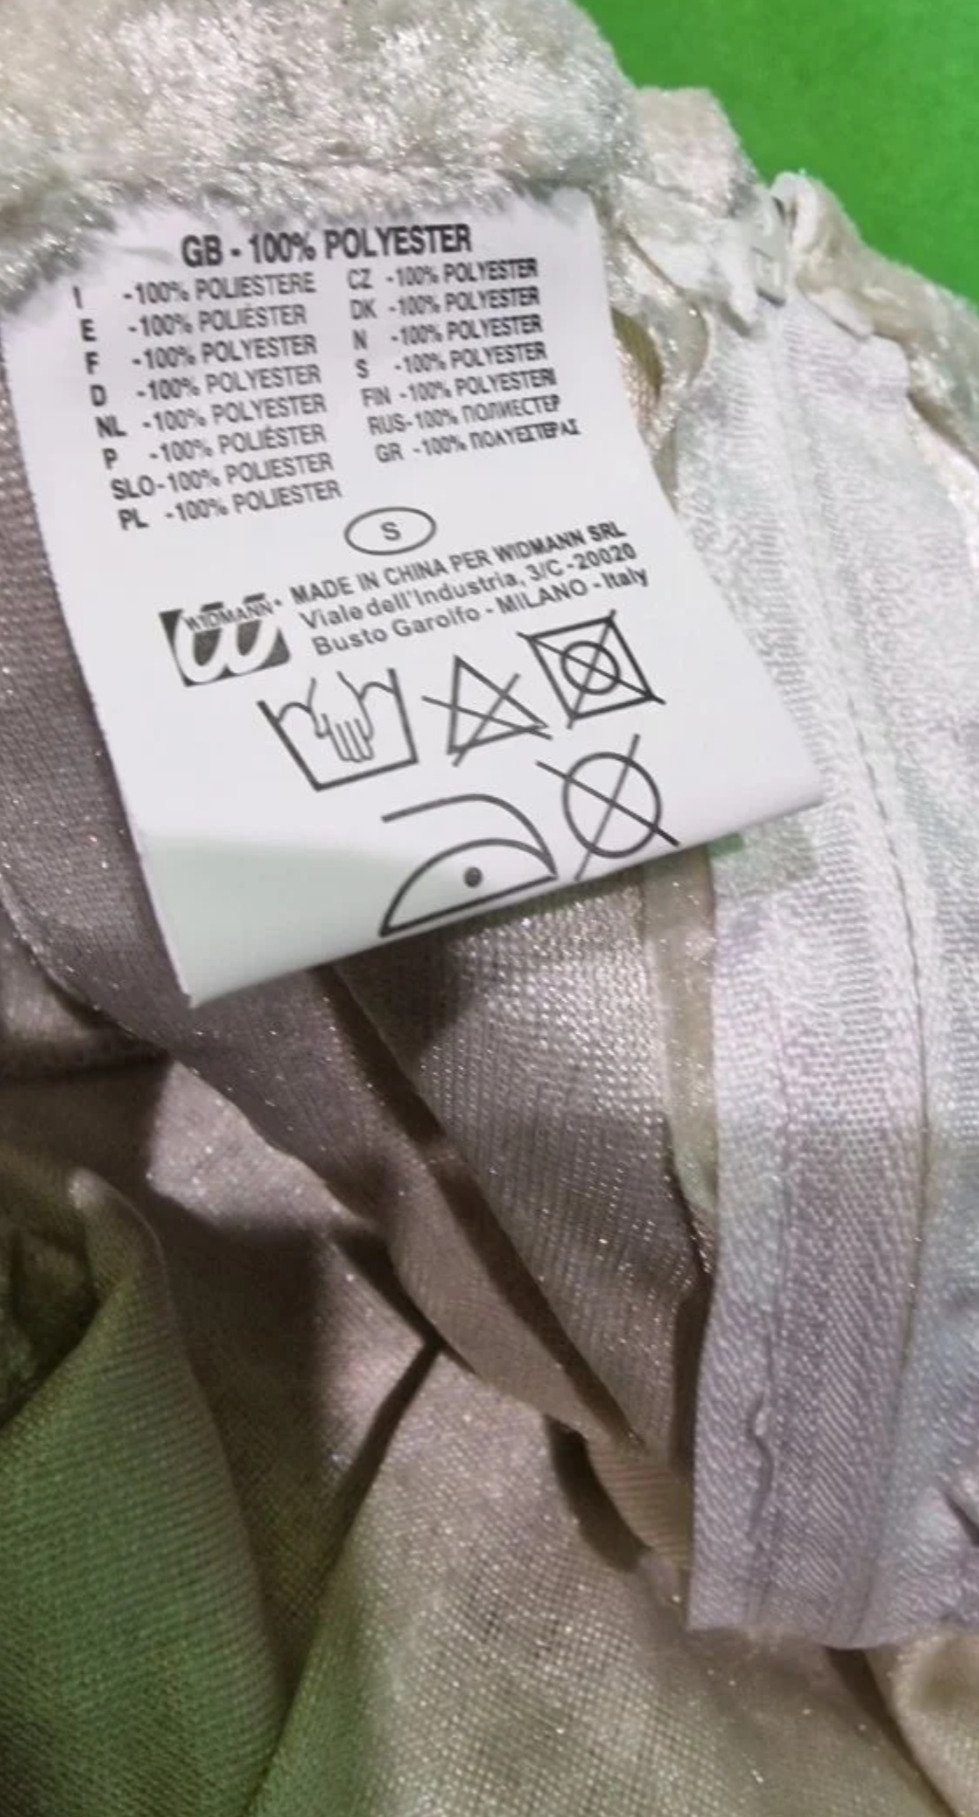 GB - 100% POLYESTER
I -100% POLIESTERE
E -100% POLIÉSTER
F -100% POLYESTER
D -100% POLYESTER
NL -100% POLYESTER
P -100% POLIÉSTER
SLO-100% POLIESTER
PL -100% POLIESTER
CZ -100% POLYESTER
DK -100% POLYESTER
N -100% POLYESTER
S -100% POLYESTER
FIN -100% POLYESTERI
RUS-100% ПОЛИЕСТЕР
GR -100% ΠΟΛΥΕΣΤΕΡΑΣ
S
WIDMANN
MADE IN CHINA PER WIDMANN SRL
Viale dell'Industria, 3/C -20020
Busto Garolfo - MILANO - Italy